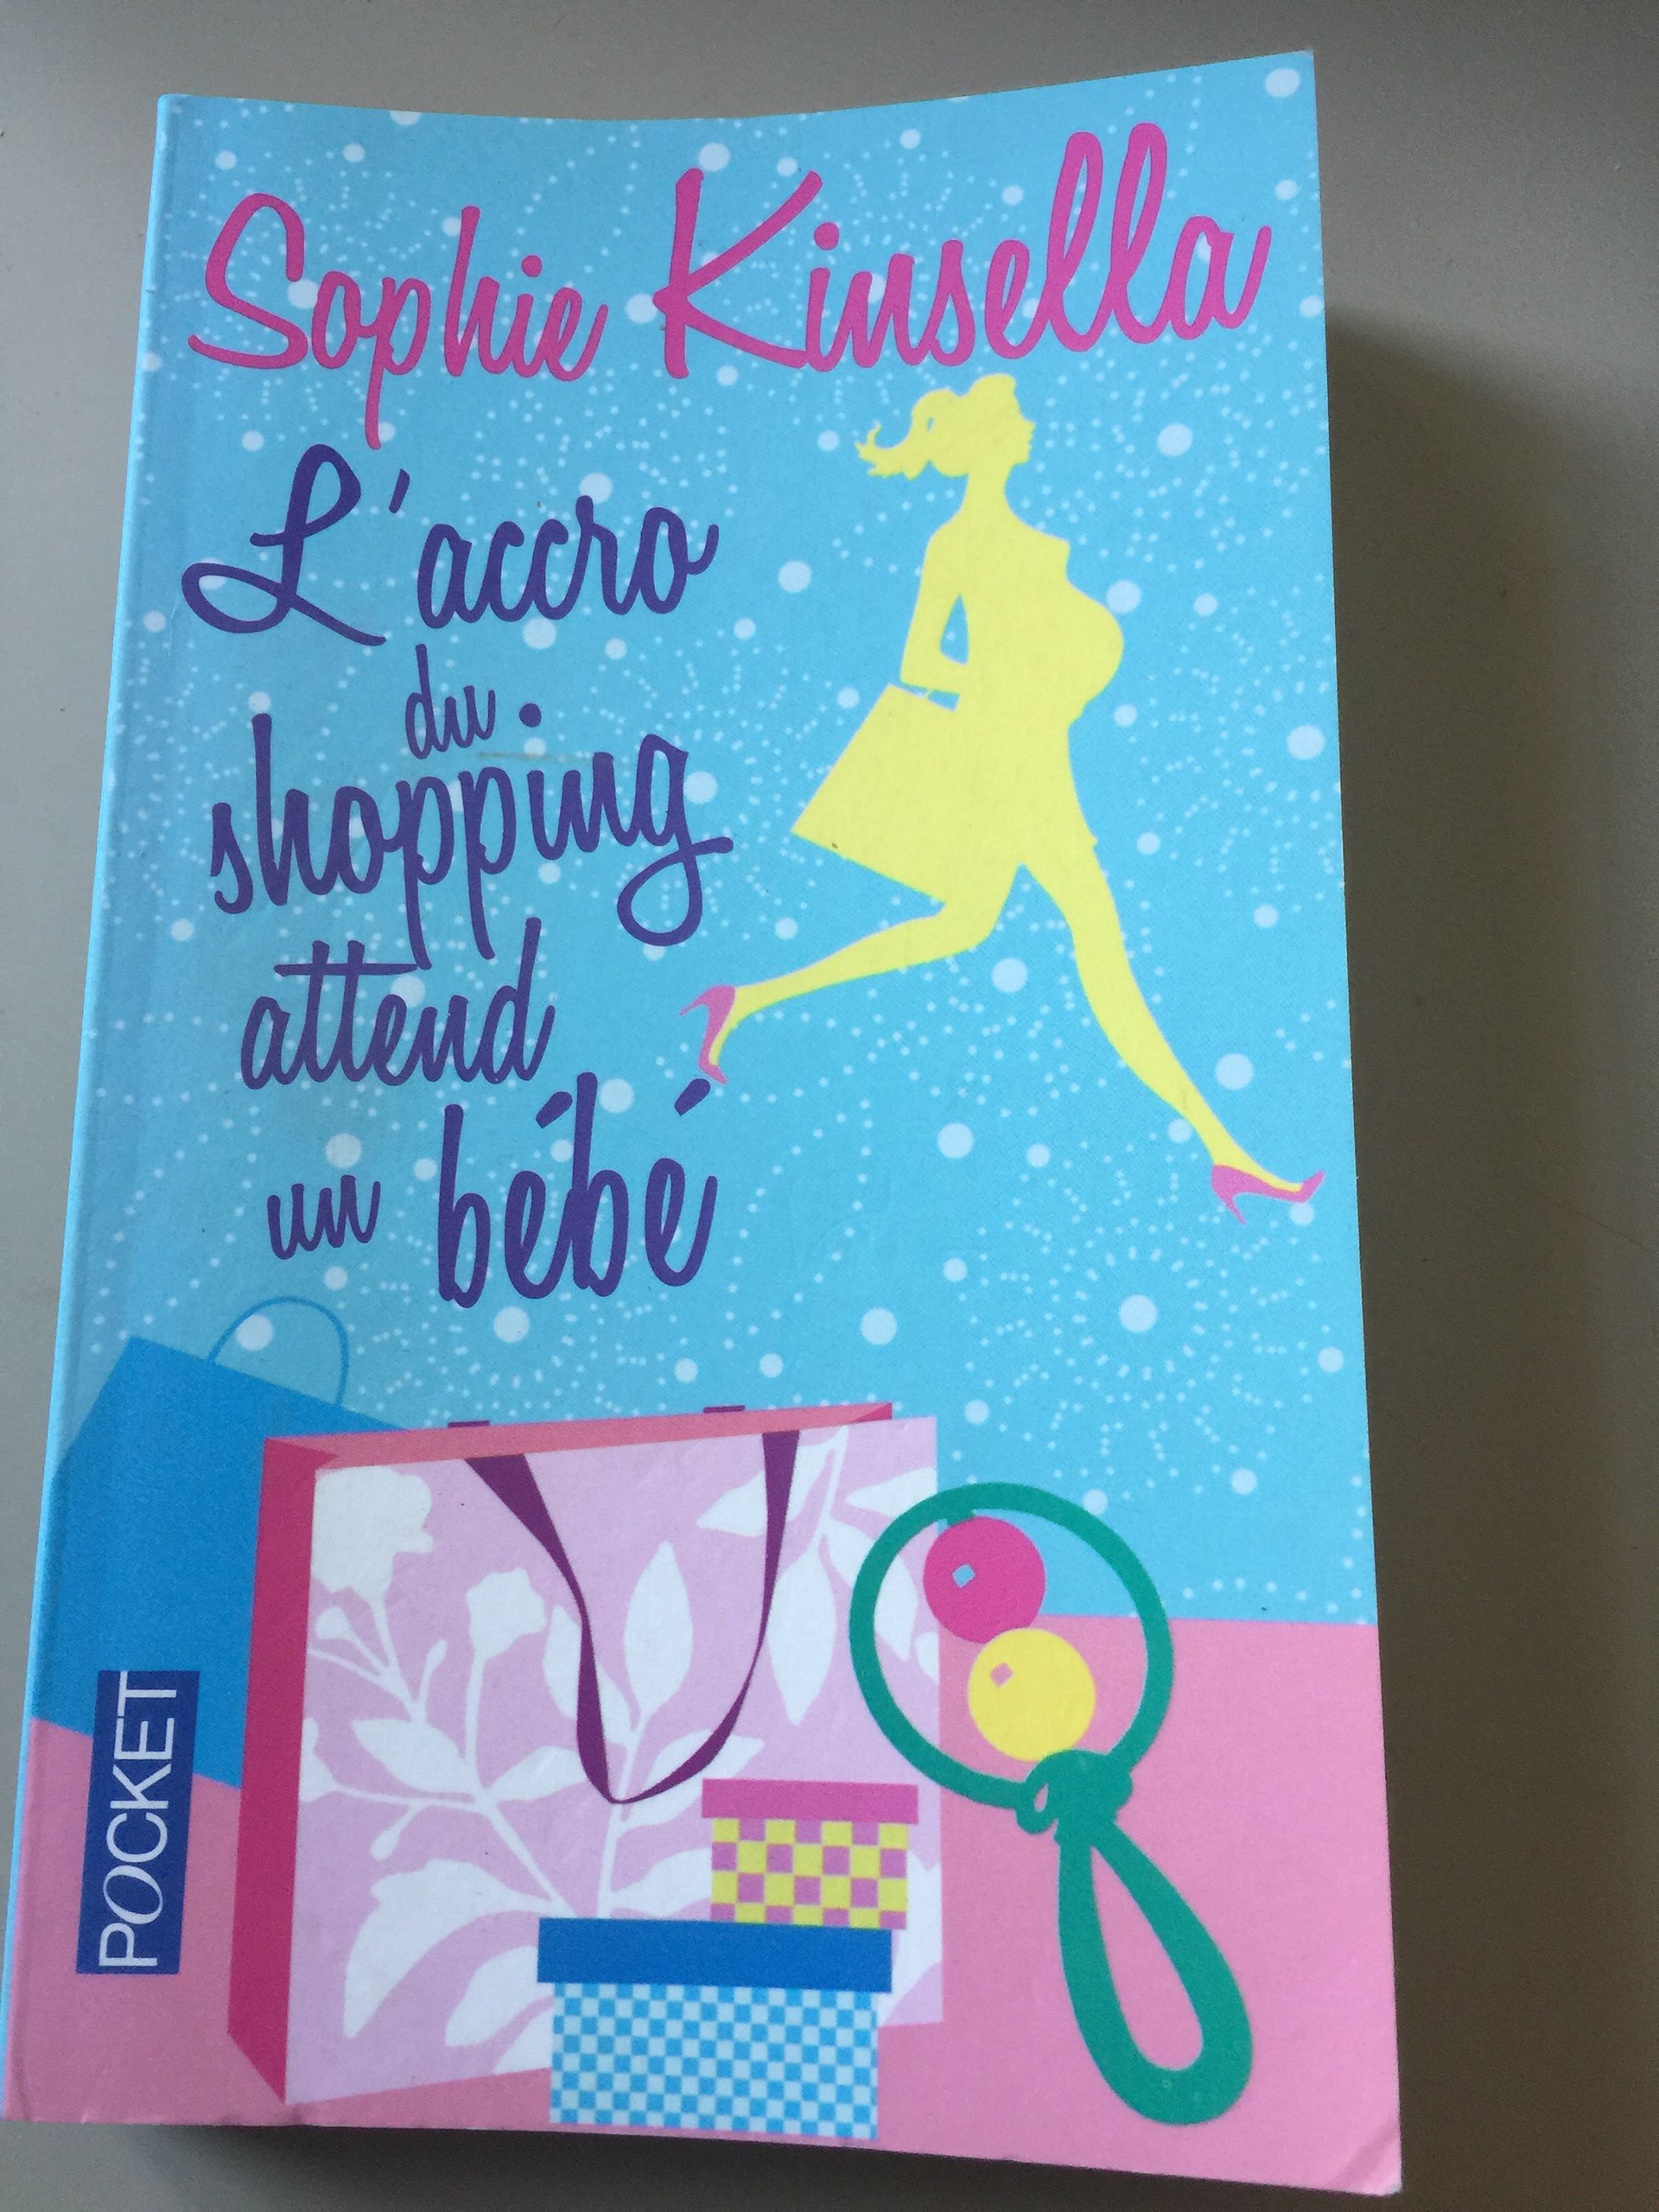 Sophie Kinsella
L'accro
du
shopping
attend
un bébé
POCKET